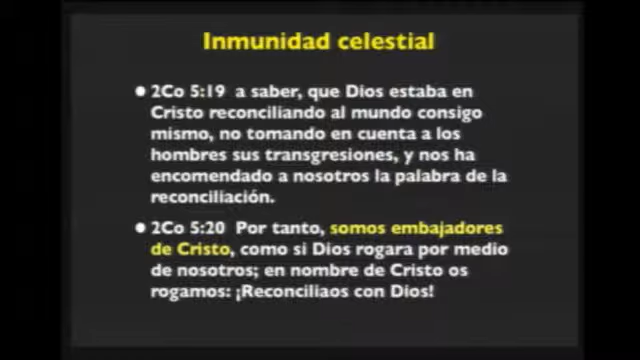 Inmunidad celestial
● 2Co 5:19 a saber, que Dios estaba en
Cristo reconciliando al mundo consigo
mismo, no tomando en cuenta a los
hombres sus transgresiones, y nos ha
encomendado a nosotros la palabra de la
reconciliación.
● 2Co 5:20 Por tanto, somos embajadores
de Cristo, como si Dios rogara por medio
de nosotros; en nombre de Cristo os
rogamos: ¡Reconciliaos con Dios!